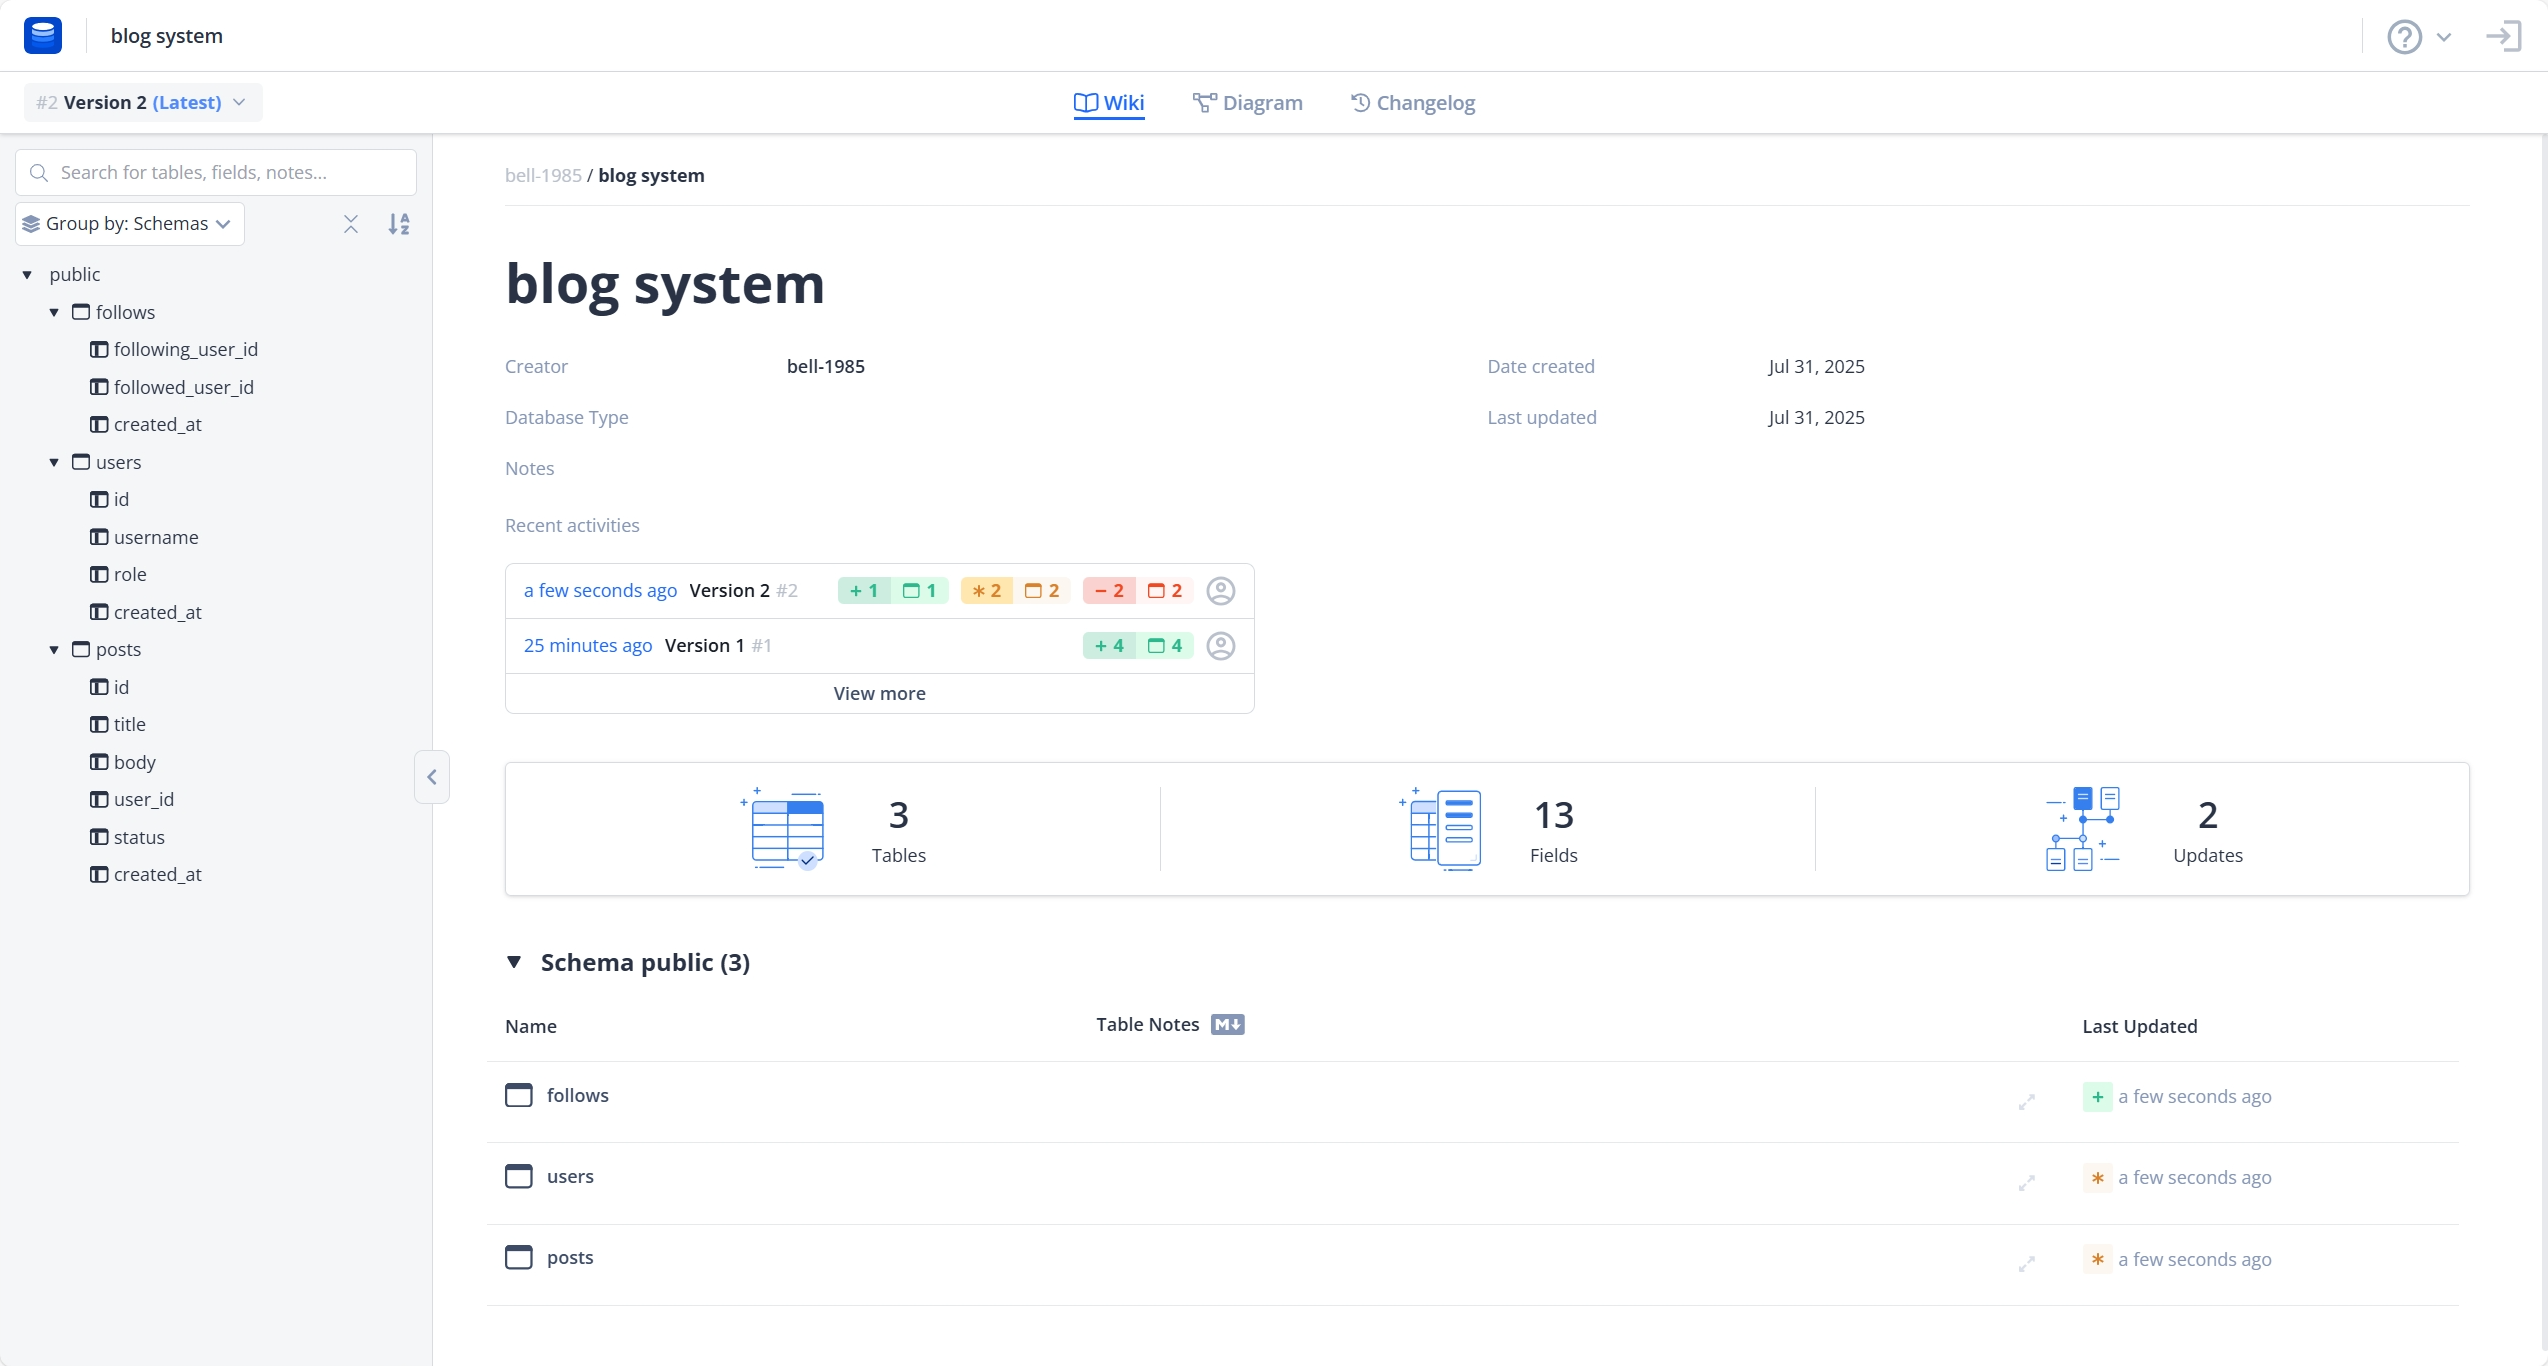 blog system
#2 Version 2 (Latest)
Wiki
Diagram
Changelog
Search for tables, fields, notes...
Group by: Schemas
public
follows
following_user_id
followed_user_id
created_at
users
id
username
role
created_at
posts
id
title
body
user_id
status
created_at
bell-1985 / blog system
blog system
Creator bell-1985
Date created Jul 31, 2025
Database Type
Last updated Jul 31, 2025
Notes
Recent activities
a few seconds ago Version 2 #2 + 1 1 * 2 2 − 2 2
25 minutes ago Version 1 #1 + 4 4
View more
3
Tables
13
Fields
2
Updates
Schema public (3)
Name Table Notes M Last Updated
follows + a few seconds ago
users * a few seconds ago
posts * a few seconds ago